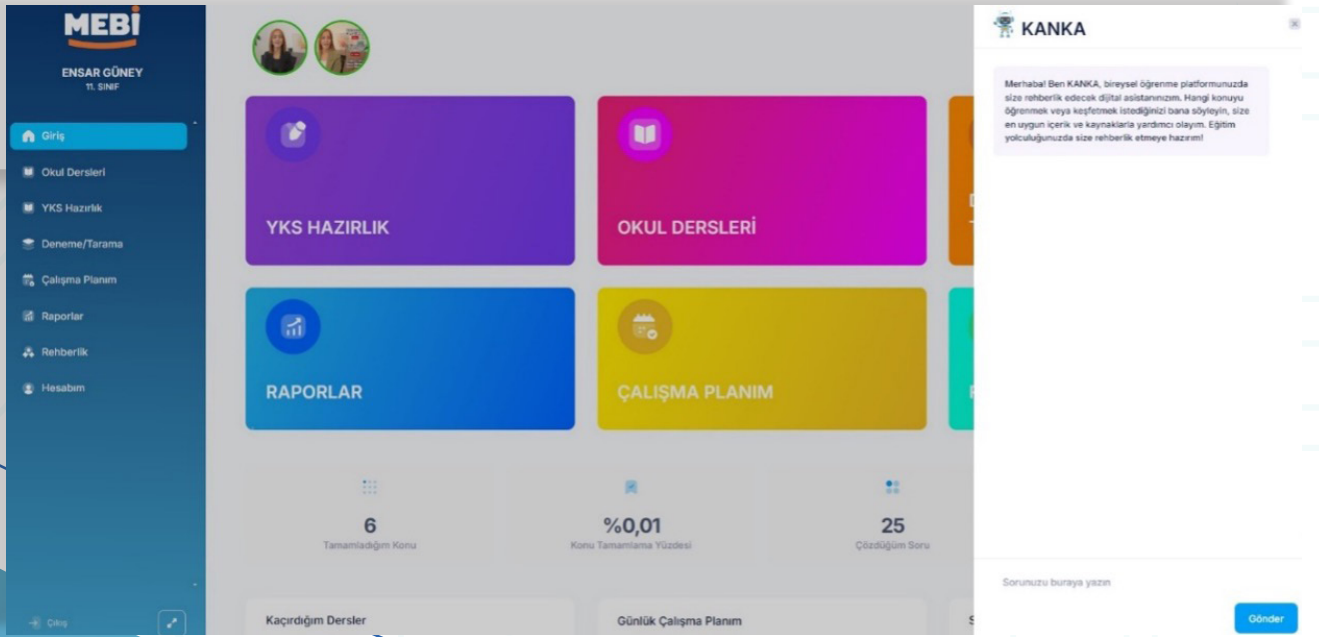 MEBİ
ENSAR GÜNEY
11. SINIF
Giriş
Okul Dersleri
YKS Hazırlık
Deneme/Tarama
Çalışma Planım
Raporlar
Rehberlik
Hesabım
Çıkış
YKS HAZIRLIK
OKUL DERSLERİ
RAPORLAR
ÇALIŞMA PLANIM
6
Tamamladığım Konu
%0,01
Konu Tamamlama Yüzdesi
25
Çözdüğüm Soru
Kaçırdığım Dersler
Günlük Çalışma Planım
KANKA
Merhaba! Ben KANKA, bireysel öğrenme platformunuzda
size rehberlik edecek dijital asistanınızım. Hangi konuyu
öğrenmek veya keşfetmek istediğinizi bana söyleyin, size
en uygun içerik ve kaynaklarla yardımcı olayım. Eğitim
yolculuğunuzda size rehberlik etmeye hazırım!
Sorunuzu buraya yazın
Gönder